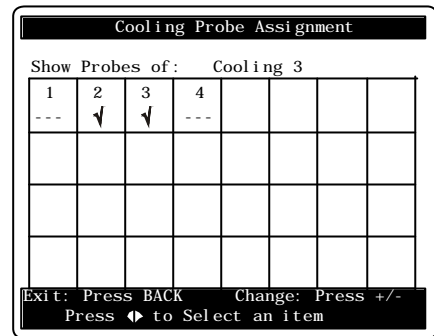 Cooling Probe Assignment
Show Probes of: Cooling 3
1 2 3 4
--- √ √ ---
Exit: Press BACK Change: Press +/-
Press ◀▶ to Select an item